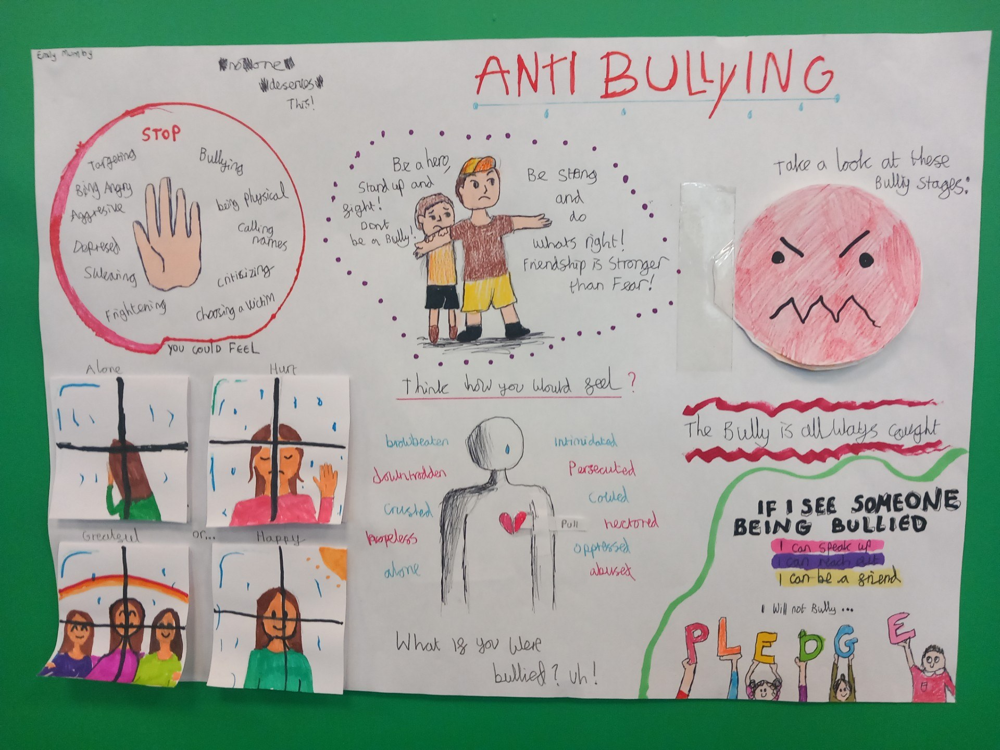 Emily Mumby
no one
deserves
This!
ANTI BULLYING
STOP
Targeting
Being Angry
Aggresive
Depresed
Swearing
Frightening
Bullying
being physical
Calling
names
critisizing
choosing a victim
Be a hero,
Stand up and
fight!
Dont
be a Bully!
Be strong
and
do
whats right!
Friendship is Stronger
than Fear!
Take a look at these
Bully stages:
YOU COULD FEEL
Alone
Hurt
Greatful
or...
Happy
Think how you would feel?
browbeaten
downtrodden
crushed
hopeless
alone
intimidated
Persecuted
cowed
hectored
oppressed
abused
Pull
What if you were
bullied? uh!
The Bully is all ways caught
IF I SEE SOMEONE
BEING BULLIED
I can speak up
I can reach out
I can be a friend
I will not Bully...
PLEDGE